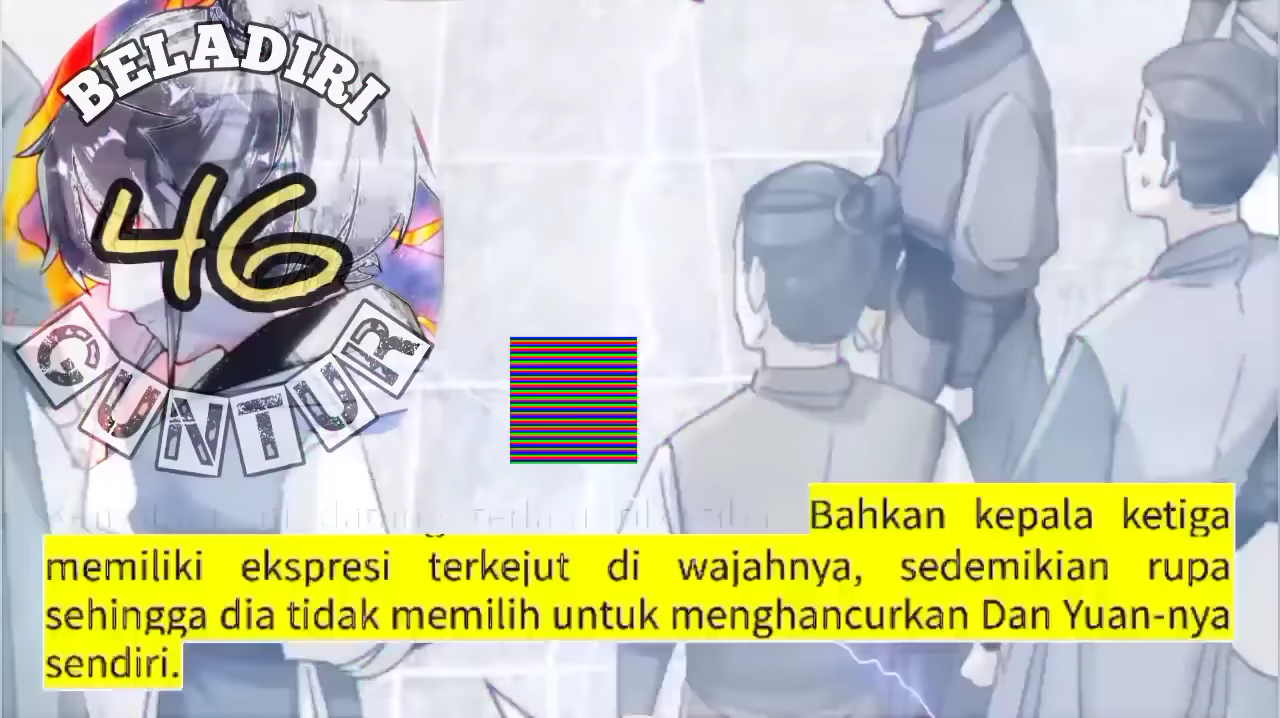 BELADIRI
46
GUNTUR
Bahkan kepala ketiga
memiliki ekspresi terkejut di wajahnya, sedemikian rupa
sehingga dia tidak memilih untuk menghancurkan Dan Yuan-nya
sendiri.